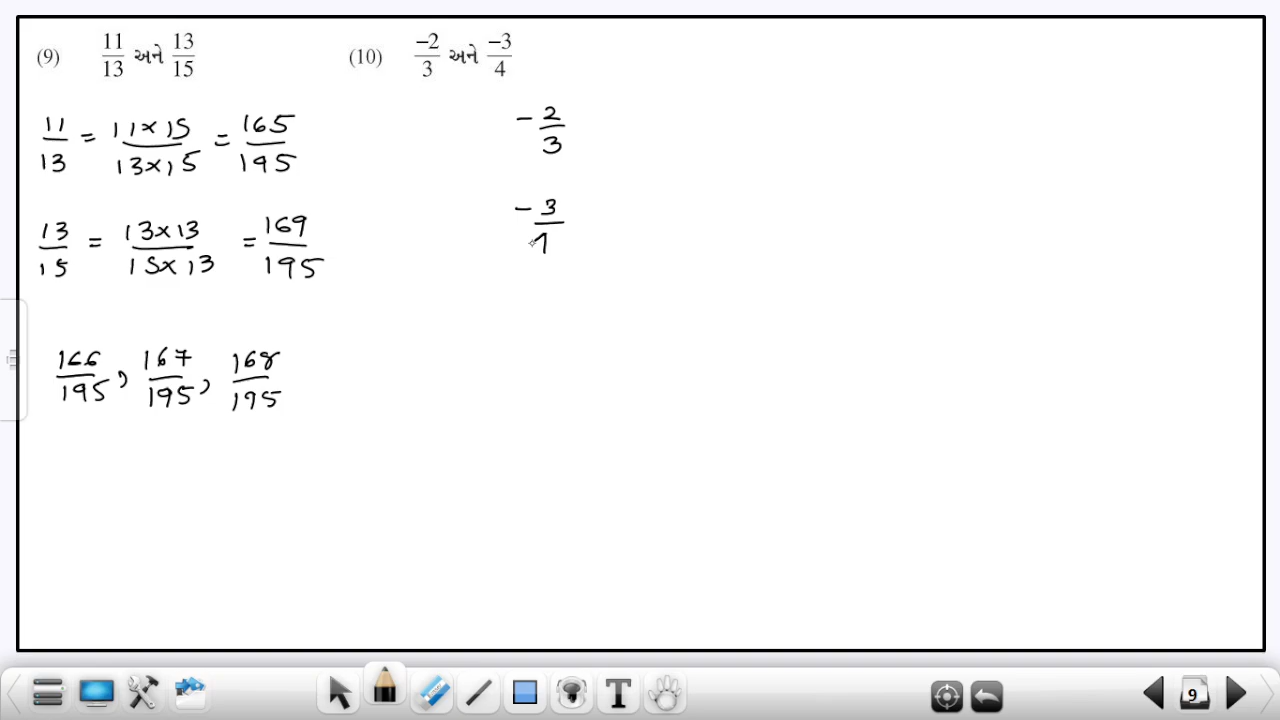 (9) 11/13 અને 13/15
(10) −2/3 અને −3/4
11/13 = 11×15/13×15 = 165/195
13/15 = 13×13/15×13 = 169/195
166/195, 167/195, 168/195
−2/3
−3/4
9